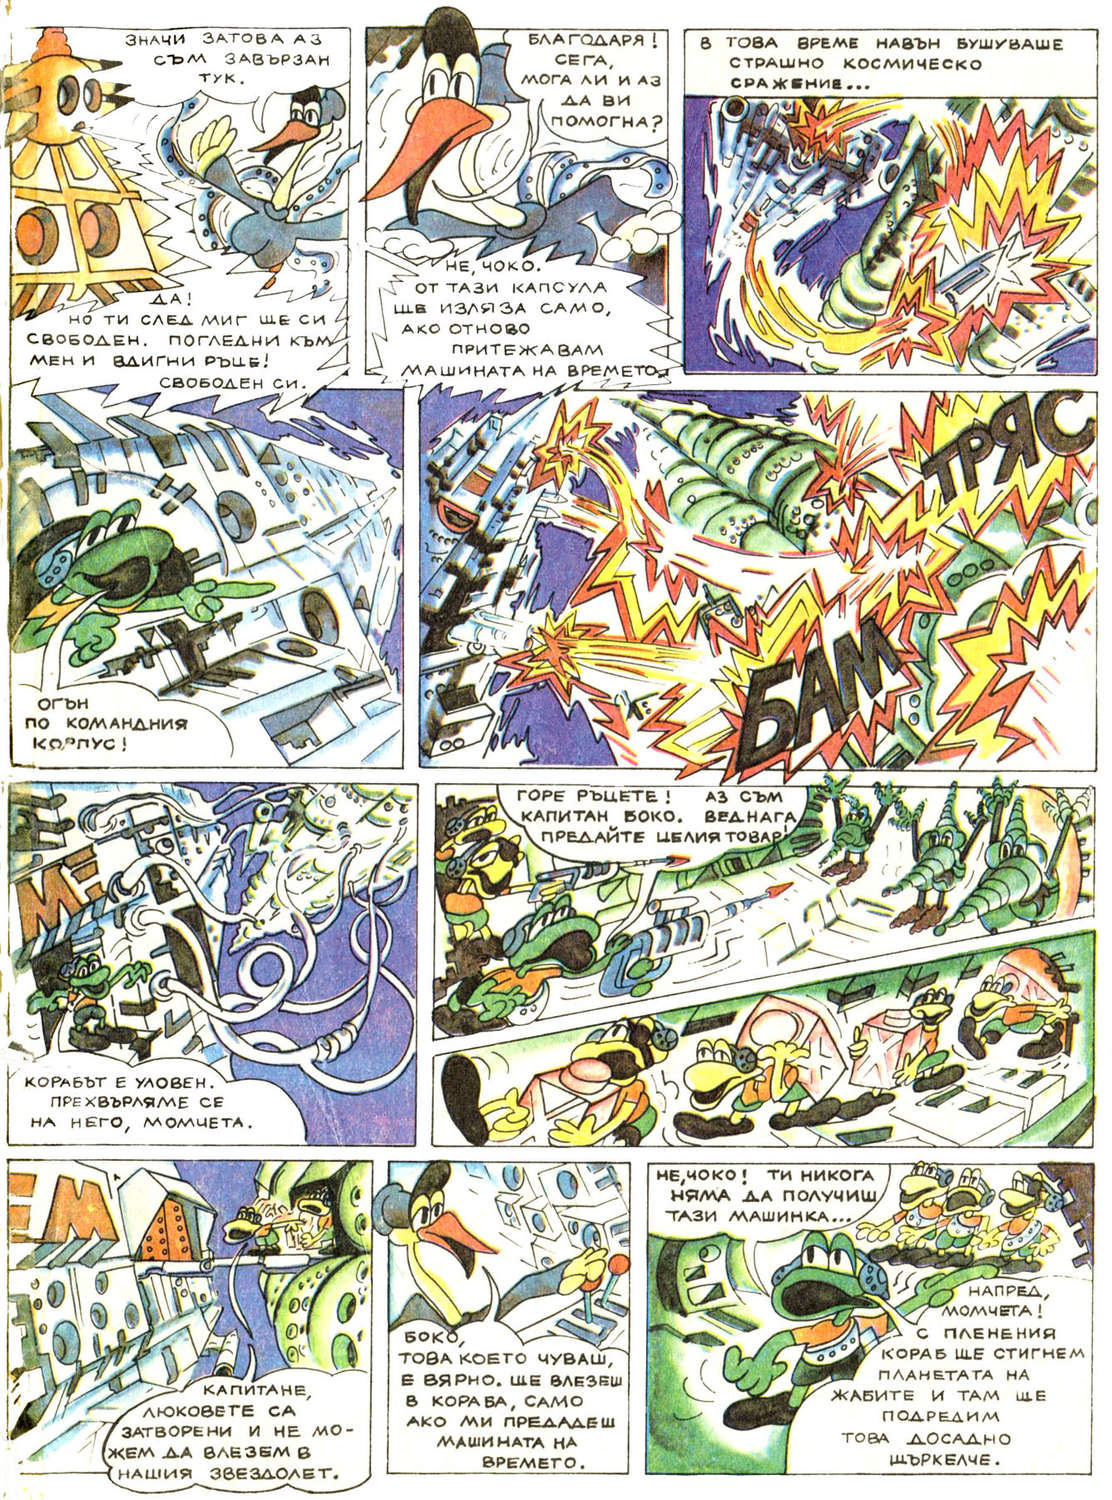 ЗНАЧИ ЗАТОВА АЗ
СЪМ ЗАВЪРЗАН
ТУК.
ДА!
НО ТИ СЛЕД МИГ ЩЕ СИ
СВОБОДЕН. ПОГЛЕДНИ КЪМ
МЕН И ВДИГНИ РЪЦЕ!
СВОБОДЕН СИ.
БЛАГОДАРЯ!
СЕГА,
МОГА ЛИ И АЗ
ДА ВИ
ПОМОГНА?
НЕ, ЧОКО.
ОТ ТАЗИ КАПСУЛА
ЩЕ ИЗЛЯЗА САМО,
АКО ОТНОВО
ПРИТЕЖАВАМ
МАШИНАТА НА ВРЕМЕТО.
В ТОВА ВРЕМЕ НАВЪН БУШУВАШЕ
СТРАШНО КОСМИЧЕСКО
СРАЖЕНИЕ...
ОГЪН
ПО КОМАНДНИЯ
КОРПУС!
ТРЯС
БАМ
Е
М
КОРАБЪТ Е УЛОВЕН.
ПРЕХВЪРЛЯМЕ СЕ
НА НЕГО, МОМЧЕТА.
ГОРЕ РЪЦЕТЕ! АЗ СЪМ
КАПИТАН БОКО. ВЕДНАГА
ПРЕДАЙТЕ ЦЕЛИЯ ТОВАР!
ЕМ
КАПИТАНЕ,
ЛЮКОВЕТЕ СА
ЗАТВОРЕНИ И НЕ МО-
ЖЕМ ДА ВЛЕЗЕМ В
НАШИЯ ЗВЕЗДОЛЕТ.
БОКО,
ТОВА КОЕТО ЧУВАШ,
Е ВЯРНО. ЩЕ ВЛЕЗЕШ
В КОРАБА, САМО
АКО МИ ПРЕДАДЕШ
МАШИНАТА НА
ВРЕМЕТО.
НЕ, ЧОКО! ТИ НИКОГА
НЯМА ДА ПОЛУЧИШ
ТАЗИ МАШИНКА...
НАПРЕД,
МОМЧЕТА!
С ПЛЕНЕНИЯ
КОРАБ ЩЕ СТИГНЕМ
ПЛАНЕТАТА НА
ЖАБИТЕ И ТАМ ЩЕ
ПОДРЕДИМ
ТОВА ДОСАДНО
ЩЪРКЕЛЧЕ.